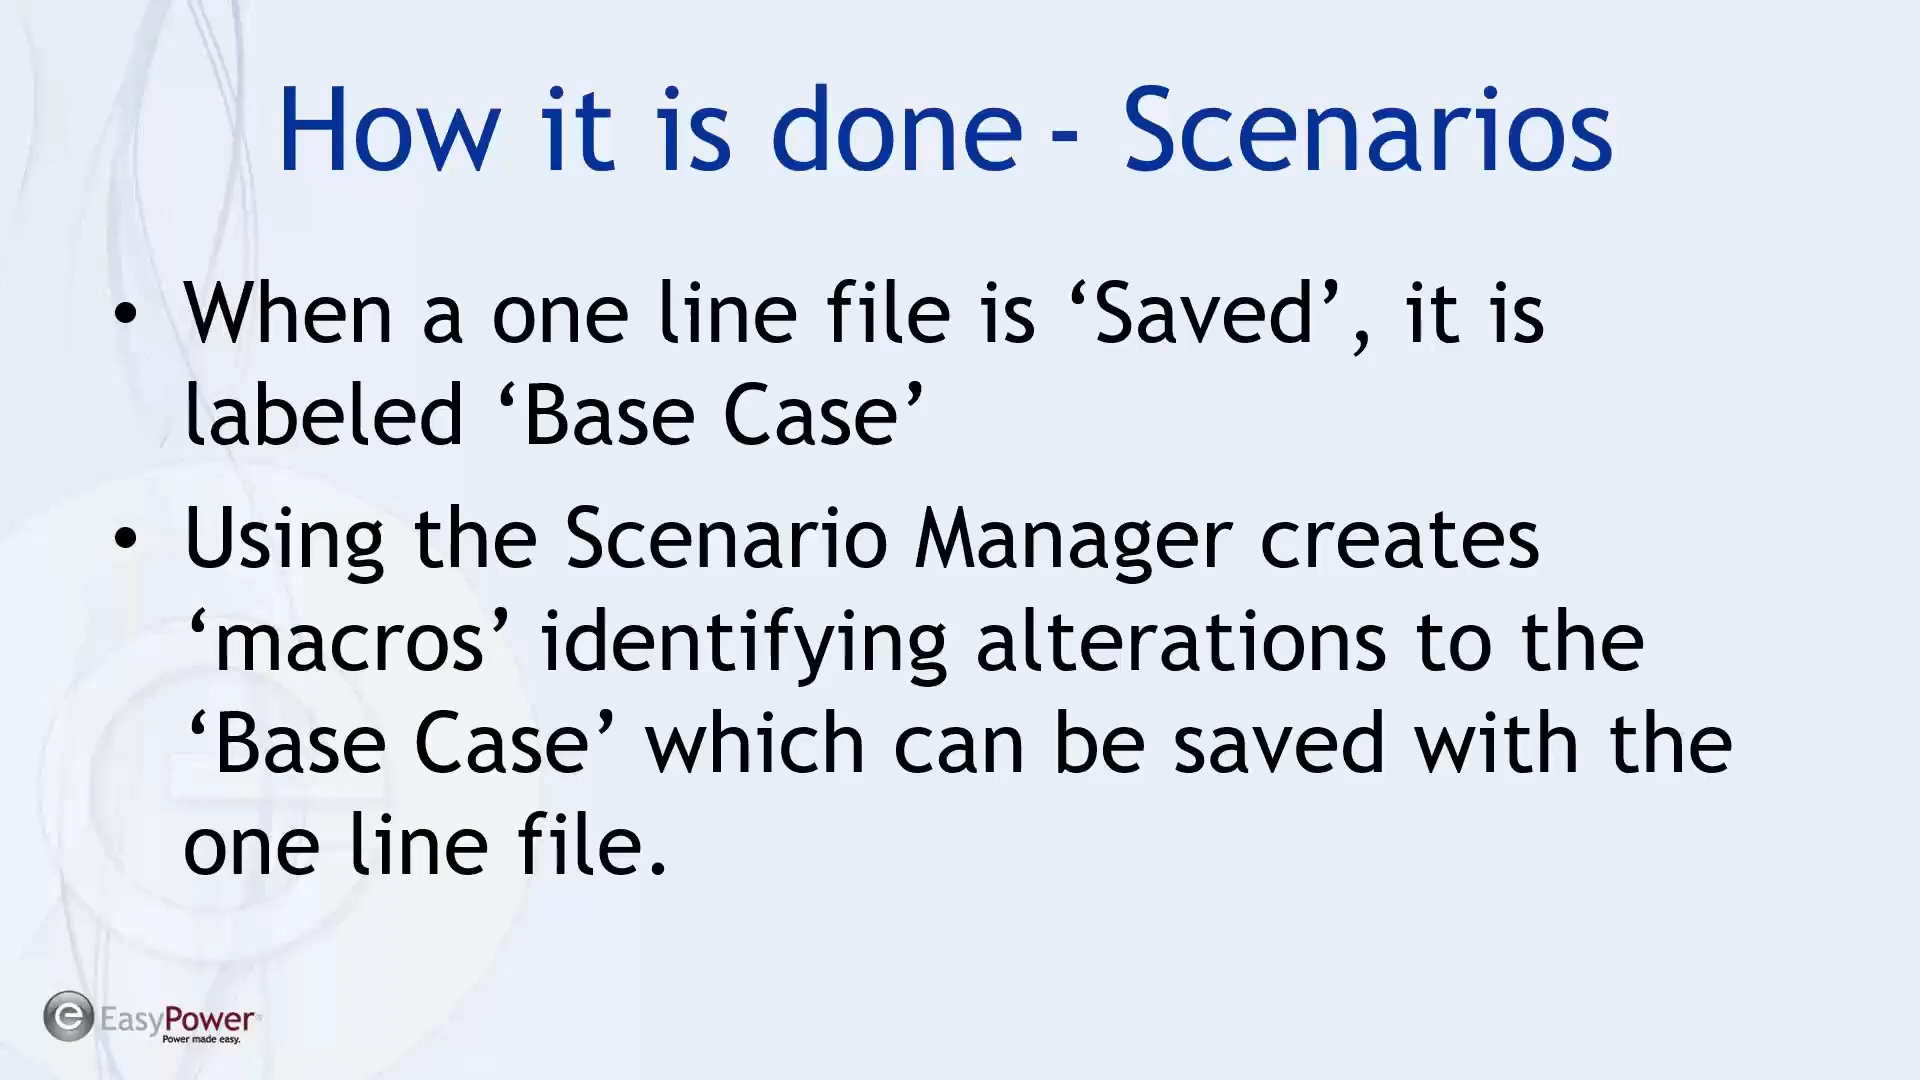 How it is done - Scenarios
• When a one line file is ‘Saved’, it is
labeled ‘Base Case’
• Using the Scenario Manager creates
‘macros’ identifying alterations to the
‘Base Case’ which can be saved with the
one line file.
e EasyPower
Power made easy.